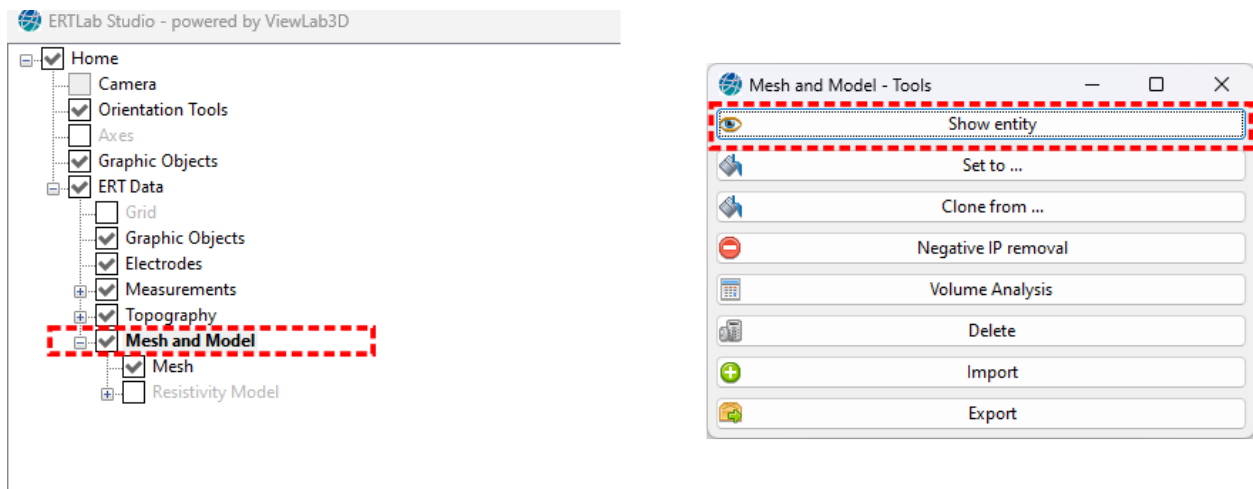 ERTLab Studio - powered by ViewLab3D
Home
Camera
Orientation Tools
Axes
Graphic Objects
ERT Data
Grid
Graphic Objects
Electrodes
Measurements
Topography
Mesh and Model
Mesh
Resistivity Model
Mesh and Model - Tools
Show entity
Set to ...
Clone from ...
Negative IP removal
Volume Analysis
Delete
Import
Export